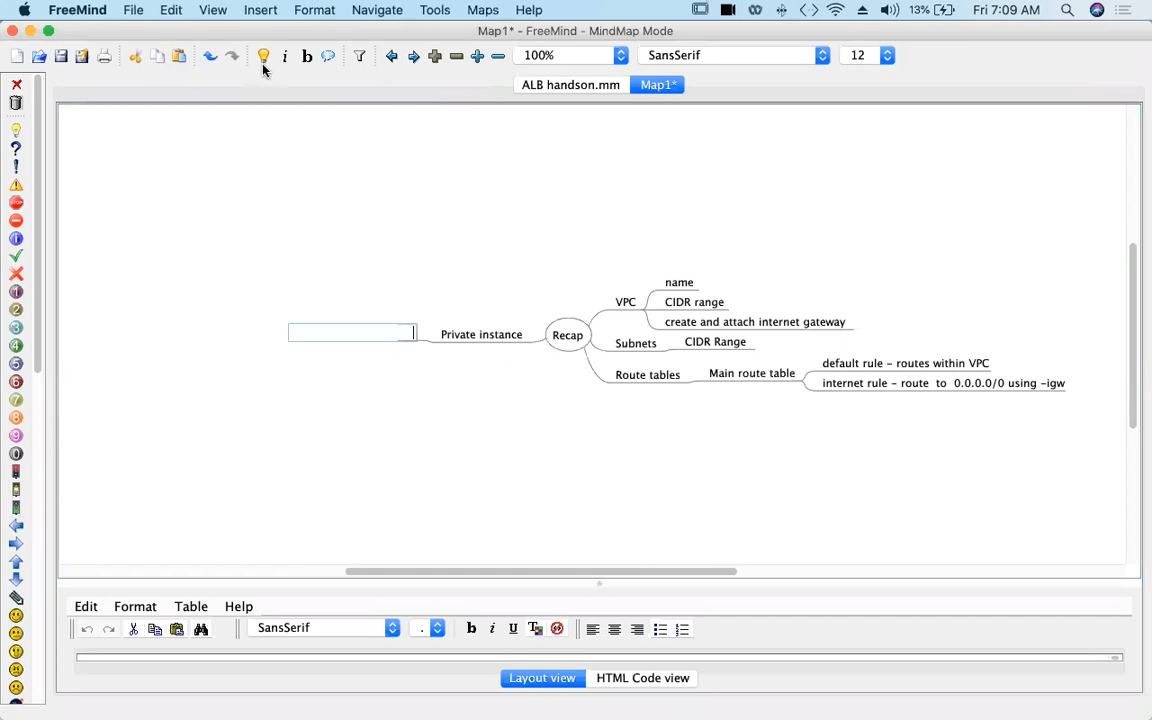 FreeMind File Edit View Insert Format Navigate Tools Maps Help 13% Fri 7:09 AM
Map1* - FreeMind - MindMap Mode
100% SansSerif 12
ALB handson.mm Map1*
name
VPC CIDR range
create and attach internet gateway
Private instance Recap Subnets CIDR Range
default rule - routes within VPC
Route tables Main route table
internet rule - route to 0.0.0.0/0 using -igw
Edit Format Table Help
SansSerif . b i U
Layout view HTML Code view